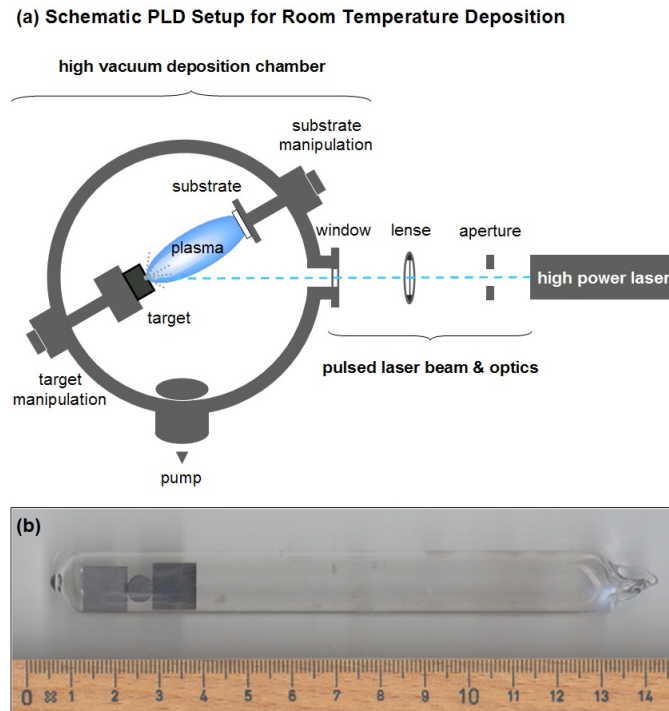 (a) Schematic PLD Setup for Room Temperature Deposition
high vacuum deposition chamber
substrate
manipulation
substrate
window
lense
aperture
plasma
high power laser
target
target
manipulation
pulsed laser beam & optics
pump
(b)
0 1 2 3 4 5 6 7 8 9 10 11 12 13 14